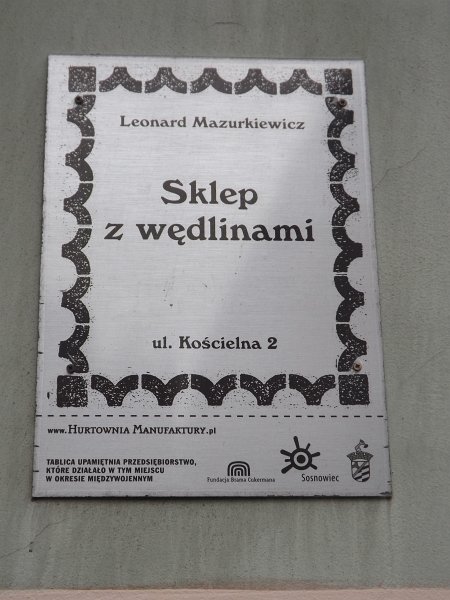 Leonard Mazurkiewicz
Sklep
z wędlinami
ul. Kościelna 2
www.HURTOWNIA MANUFAKTURY.pl
TABLICA UPAMIĘTNIA PRZEDSIĘBIORSTWO,
KTÓRE DZIAŁAŁO W TYM MIEJSCU
W OKRESIE MIĘDZYWOJENNYM
Fundacja Brama Cukermana
Sosnowiec